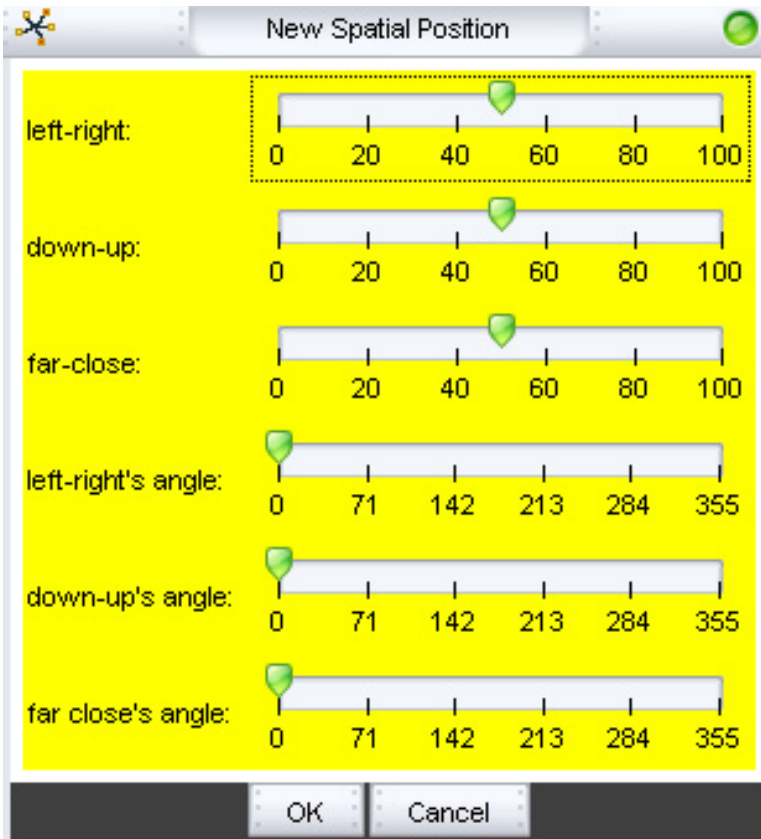 New Spatial Position
left-right:
0 20 40 60 80 100
down-up:
0 20 40 60 80 100
far-close:
0 20 40 60 80 100
left-right's angle:
0 71 142 213 284 355
down-up's angle:
0 71 142 213 284 355
far close's angle:
0 71 142 213 284 355
OK Cancel